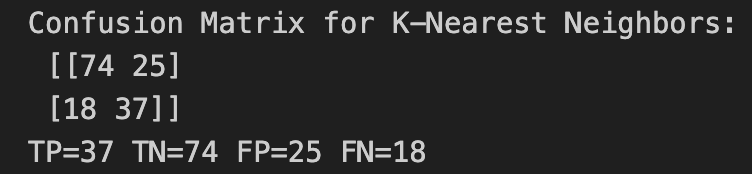 Confusion Matrix for K-Nearest Neighbors:
[[74 25]
[18 37]]
TP=37 TN=74 FP=25 FN=18